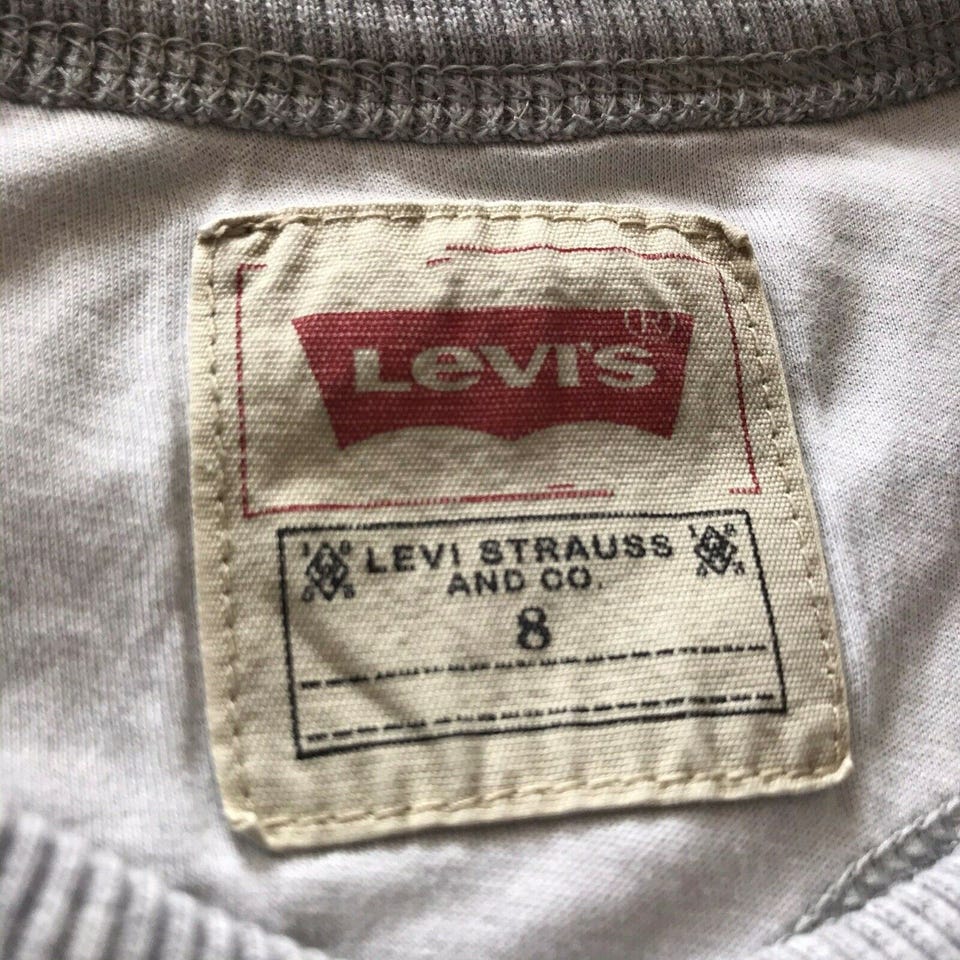 LEVI'S (R)
LEVI STRAUSS
AND CO.
8